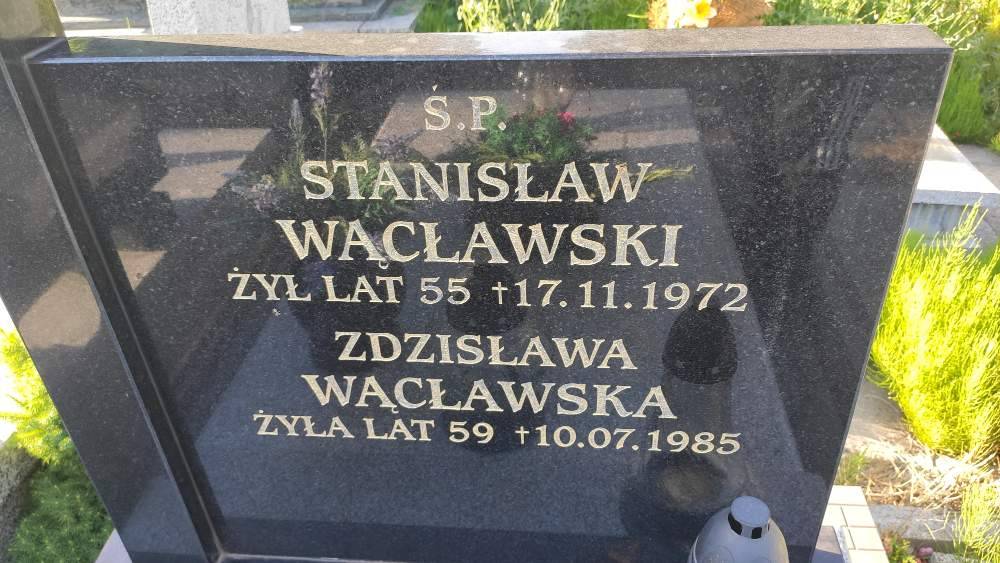 Ś.P.
STANISŁAW
WĄCŁAWSKI
ŻYŁ LAT 55 †17.11.1972
ZDZISŁAWA
WĄCŁAWSKA
ŻYŁA LAT 59 †10.07.1985